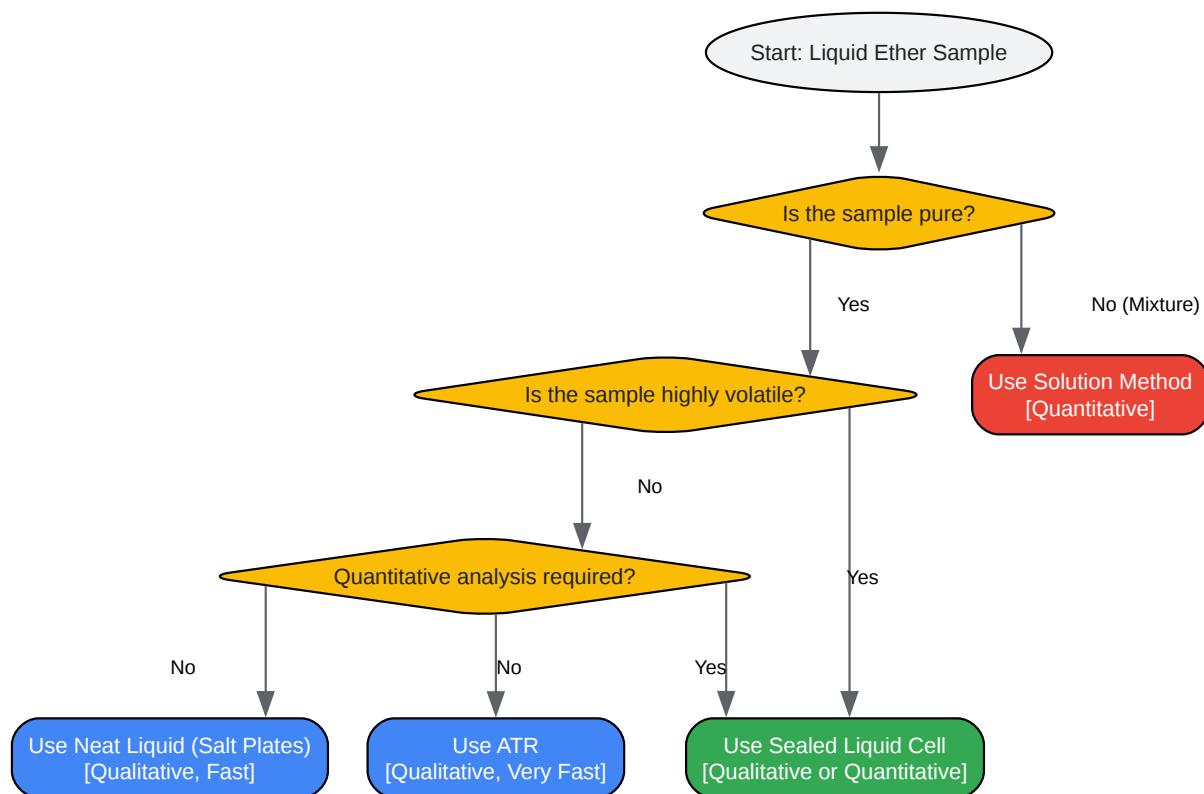 Start: Liquid Ether Sample
Is the sample pure?
Yes
No (Mixture)
Is the sample highly volatile?
Use Solution Method
[Quantitative]
No
Quantitative analysis required?
Yes
No
No
Yes
Use Neat Liquid (Salt Plates)
[Qualitative, Fast]
Use ATR
[Qualitative, Very Fast]
Use Sealed Liquid Cell
[Qualitative or Quantitative]